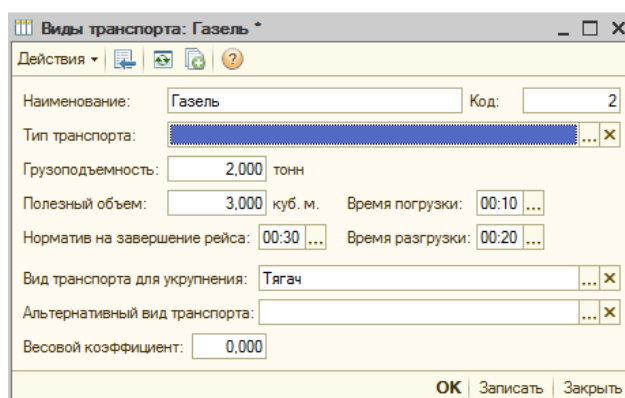 Виды транспорта: Газель *
Действия
Наименование: Газель Код: 2
Тип транспорта: ...
Грузоподъемность: 2,000 тонн
Полезный объем: 3,000 куб. м. Время погрузки: 00:10 ...
Норматив на завершение рейса: 00:30 ... Время разгрузки: 00:20 ...
Вид транспорта для укрупнения: Тягач ...
Альтернативный вид транспорта: ...
Весовой коэффициент: 0,000
OK Записать Закрыть